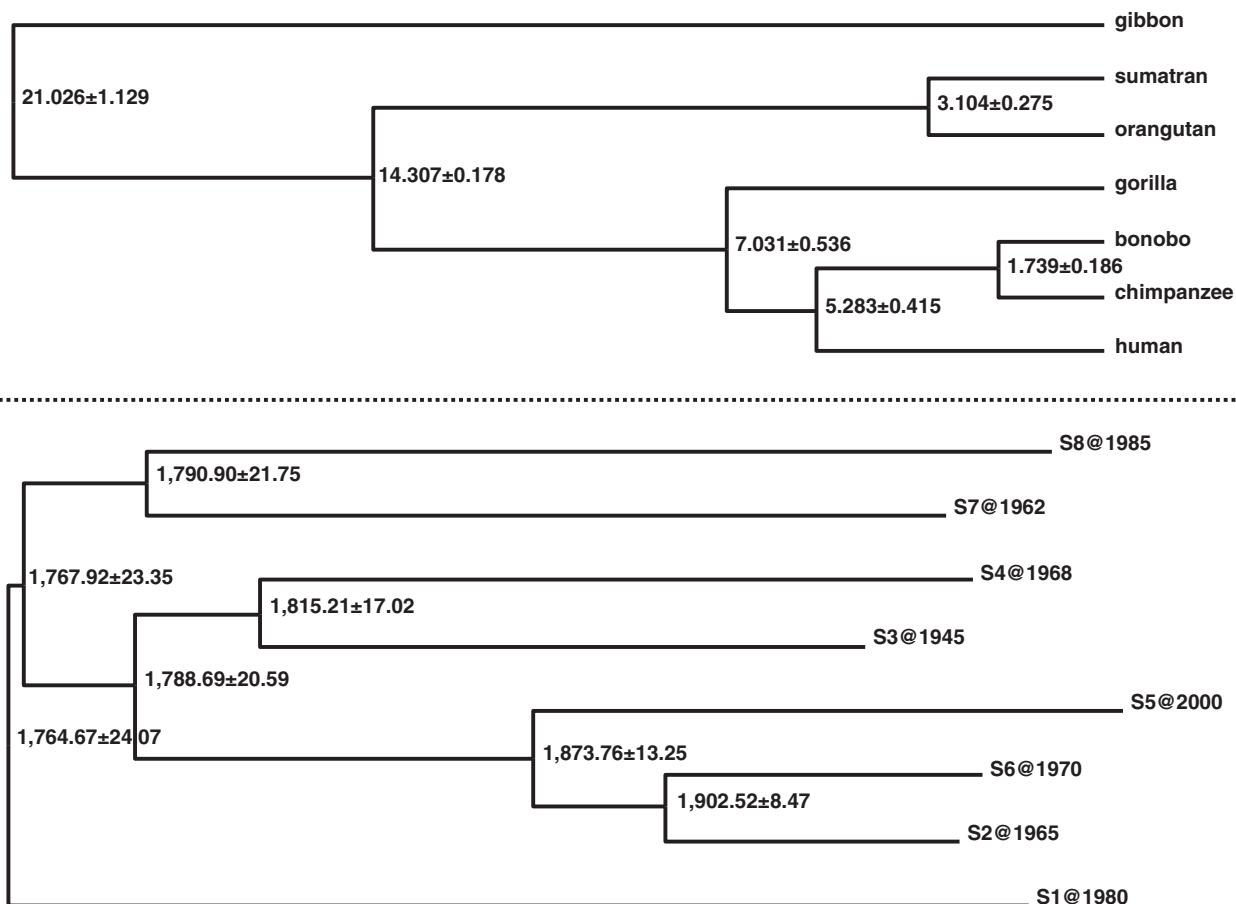 gibbon
sumatran
21.026±1.129
3.104±0.275
orangutan
14.307±0.178
gorilla
bonobo
7.031±0.536
1.739±0.186
chimpanzee
5.283±0.415
human
S8@1985
1,790.90±21.75
S7@1962
1,767.92±23.35
S4@1968
1,815.21±17.02
S3@1945
1,788.69±20.59
S5@2000
1,764.67±24.07
1,873.76±13.25
S6@1970
1,902.52±8.47
S2@1965
S1@1980